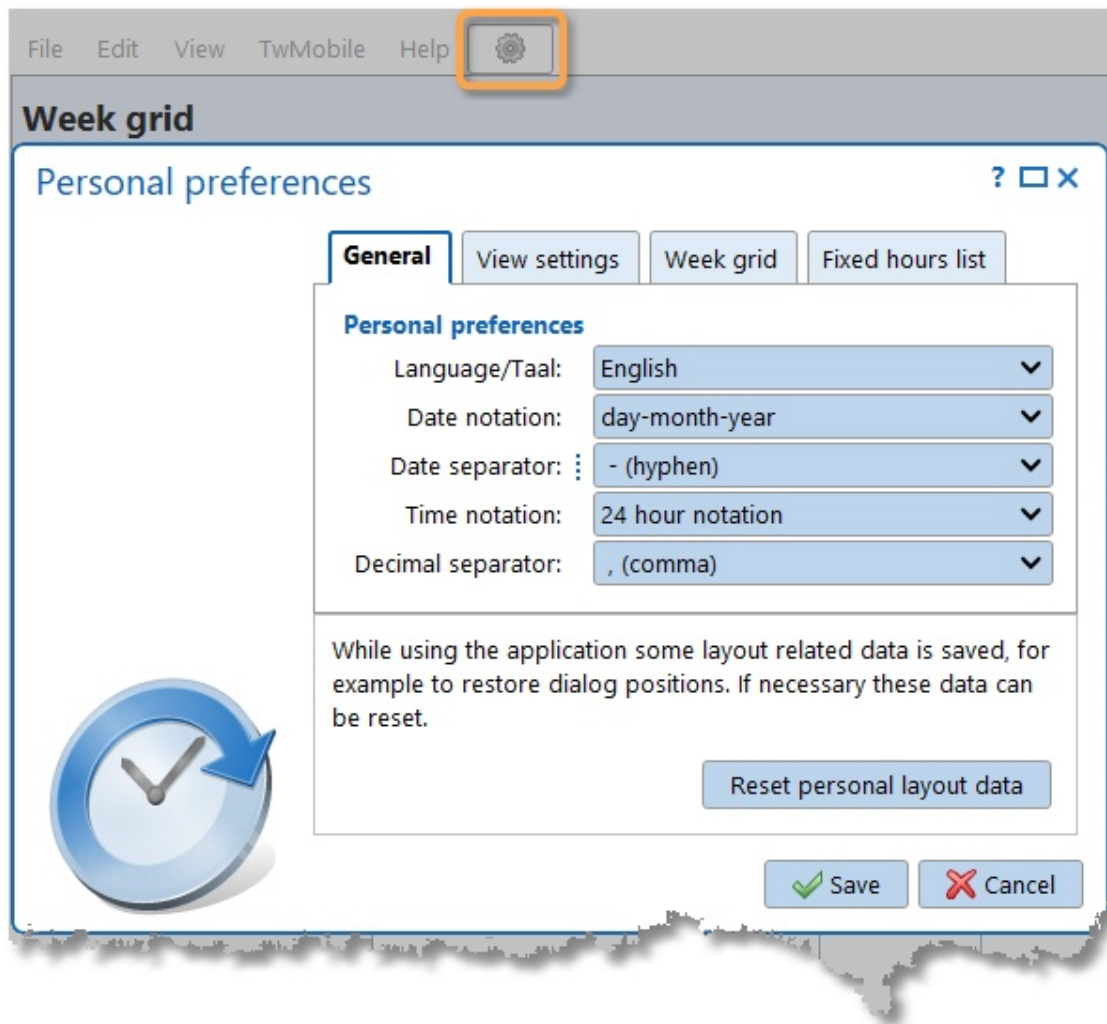 File Edit View TwMobile Help
Week grid
Personal preferences ?
General View settings Week grid Fixed hours list
Personal preferences
Language/Taal: English
Date notation: day-month-year
Date separator: - (hyphen)
Time notation: 24 hour notation
Decimal separator: , (comma)
While using the application some layout related data is saved, for
example to restore dialog positions. If necessary these data can
be reset.
Reset personal layout data
Save Cancel